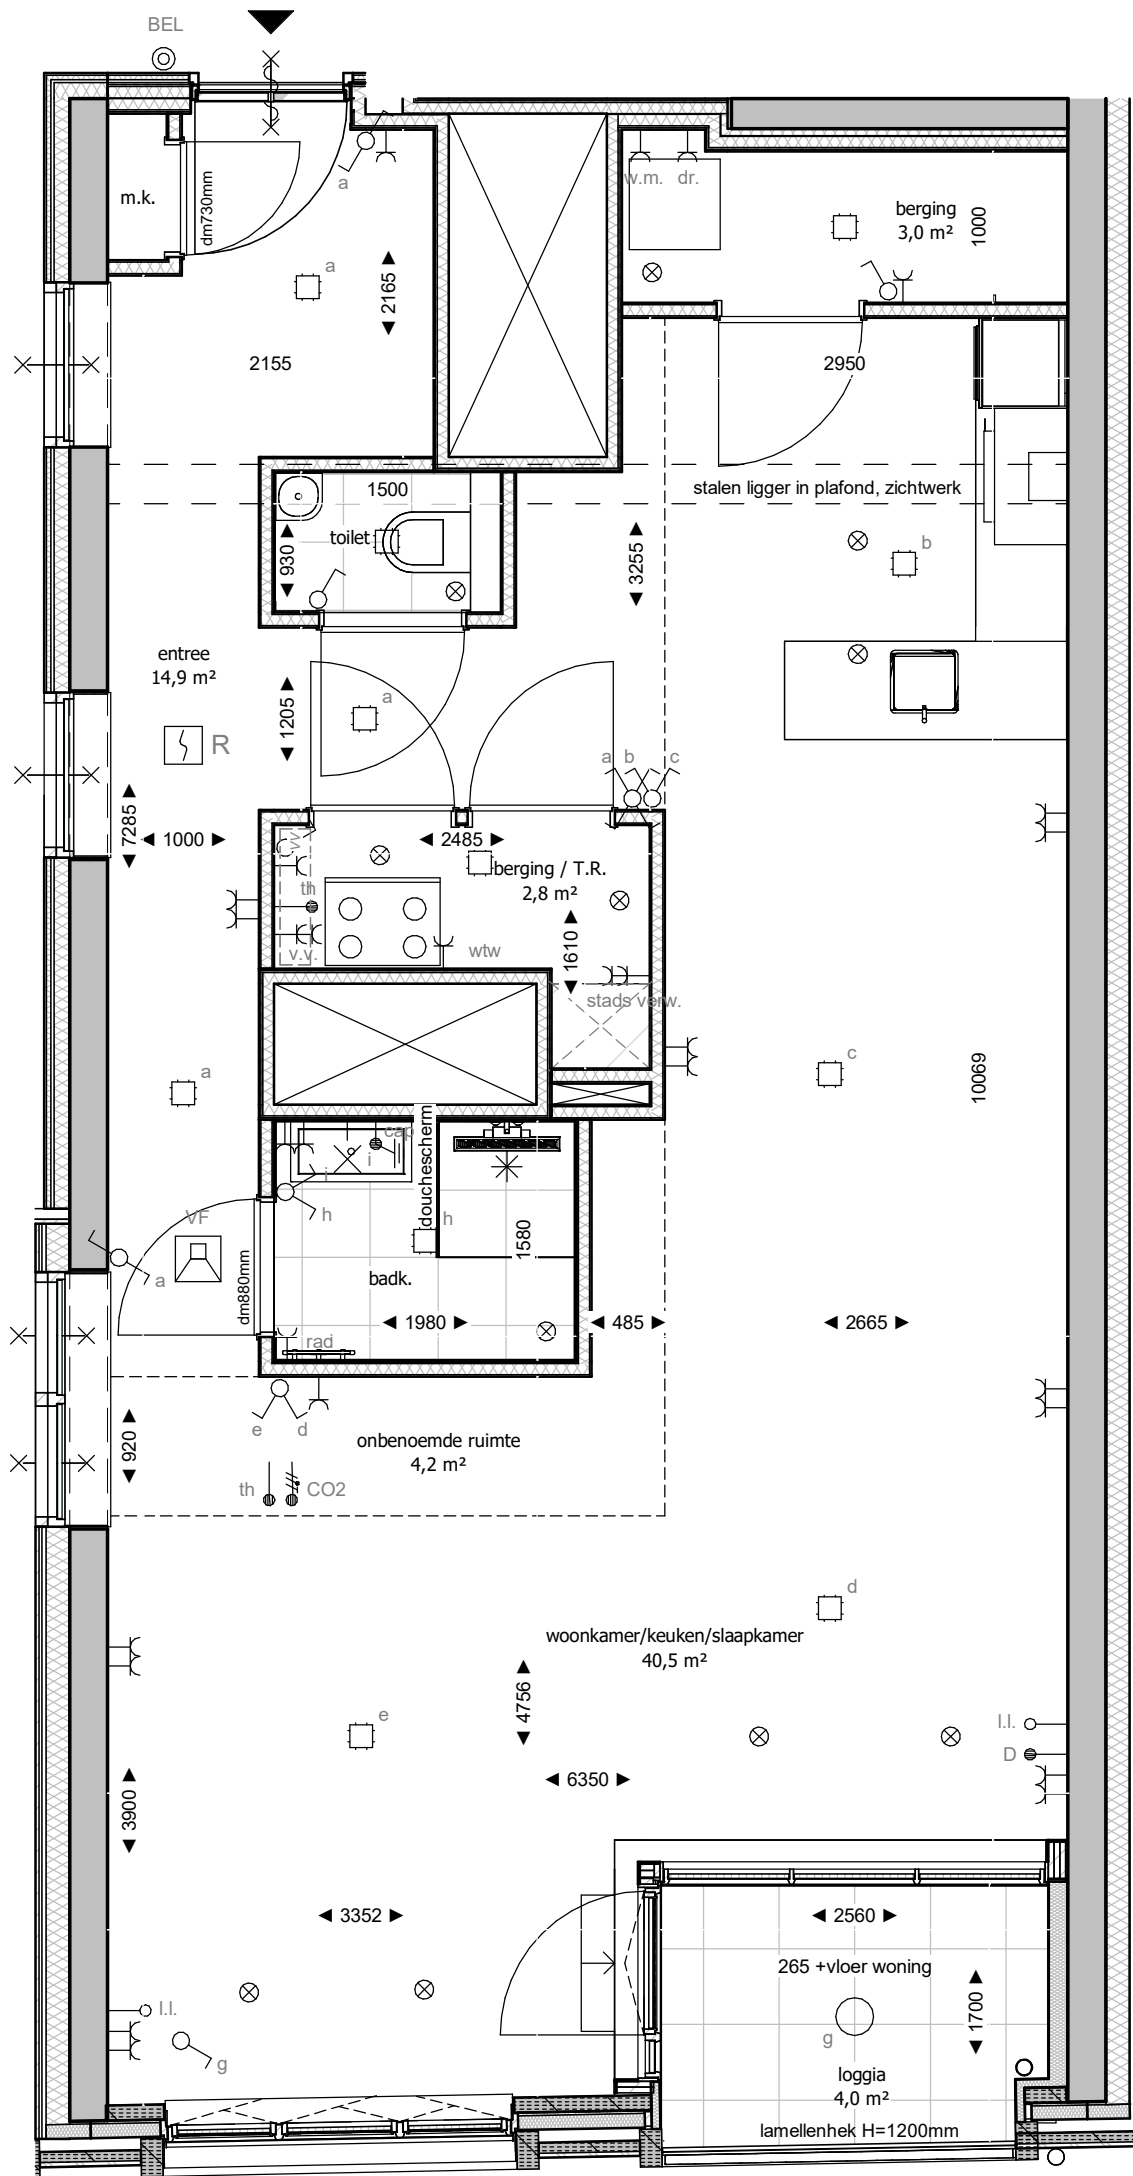 BEL
m.k.
dm730mm
a
w.m. dr.
berging
3,0 m²
1000
a
2165
2155
2950
1500
stalen ligger in plafond, zichtwerk
930
toilet
3255
b
entree
14,9 m²
a
1205
R
a b c
7285
1000
2485
berging / T.R.
2,8 m²
th
v.v.
wtw
1610
stads verw.
a
c
10069
cap
douchescherm
i
i
h
h
VF
1580
a
dm880mm
badk.
1980
485
2665
rad
e d
920
onbenoemde ruimte
4,2 m²
th
CO2
d
woonkamer/keuken/slaapkamer
40,5 m²
4756
e
l.l.
D
6350
3900
3352
2560
265 +vloer woning
1700
l.l.
g
g
loggia
4,0 m²
lamellenhek H=1200mm